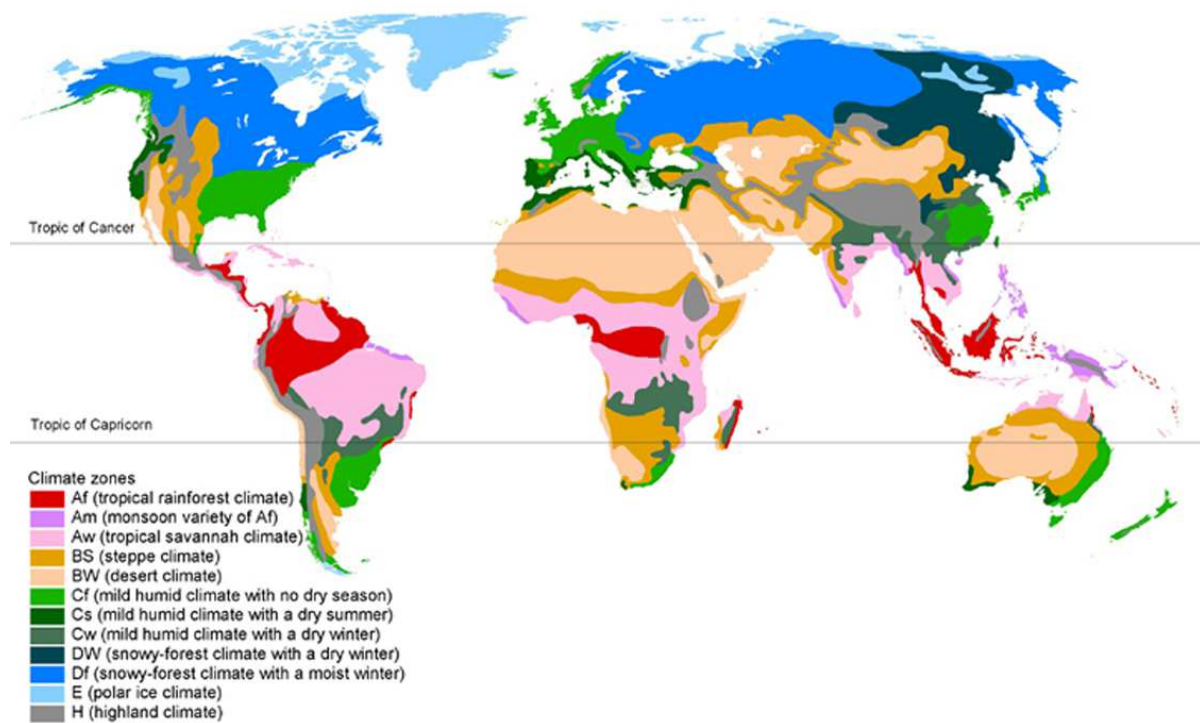 Tropic of Cancer
Tropic of Capricorn
Climate zones
Af (tropical rainforest climate)
Am (monsoon variety of Af)
Aw (tropical savannah climate)
BS (steppe climate)
BW (desert climate)
Cf (mild humid climate with no dry season)
Cs (mild humid climate with a dry summer)
Cw (mild humid climate with a dry winter)
DW (snowy-forest climate with a dry winter)
Df (snowy-forest climate with a moist winter)
E (polar ice climate)
H (highland climate)